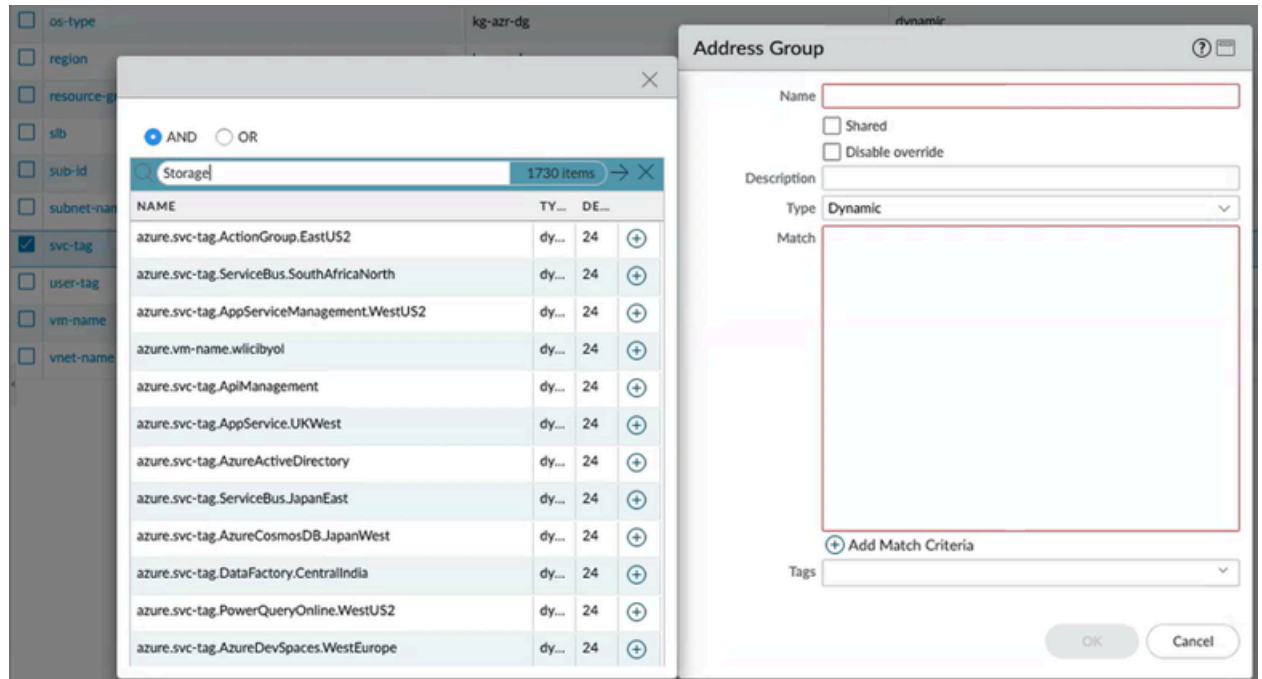 os-type kg-azr-dg dynamic
region
resource-gr
slb
sub-id
subnet-nam
svc-tag
user-tag
vm-name
vnet-name
AND OR
Storage 1730 items
NAME TY... DE...
azure.svc-tag.ActionGroup.EastUS2 dy... 24
azure.svc-tag.ServiceBus.SouthAfricaNorth dy... 24
azure.svc-tag.AppServiceManagement.WestUS2 dy... 24
azure.vm-name.wlicibyol dy... 24
azure.svc-tag.ApiManagement dy... 24
azure.svc-tag.AppService.UKWest dy... 24
azure.svc-tag.AzureActiveDirectory dy... 24
azure.svc-tag.ServiceBus.JapanEast dy... 24
azure.svc-tag.AzureCosmosDB.JapanWest dy... 24
azure.svc-tag.DataFactory.CentralIndia dy... 24
azure.svc-tag.PowerQueryOnline.WestUS2 dy... 24
azure.svc-tag.AzureDevSpaces.WestEurope dy... 24
Address Group
Name
Shared
Disable override
Description
Type Dynamic
Match
Add Match Criteria
Tags
OK Cancel